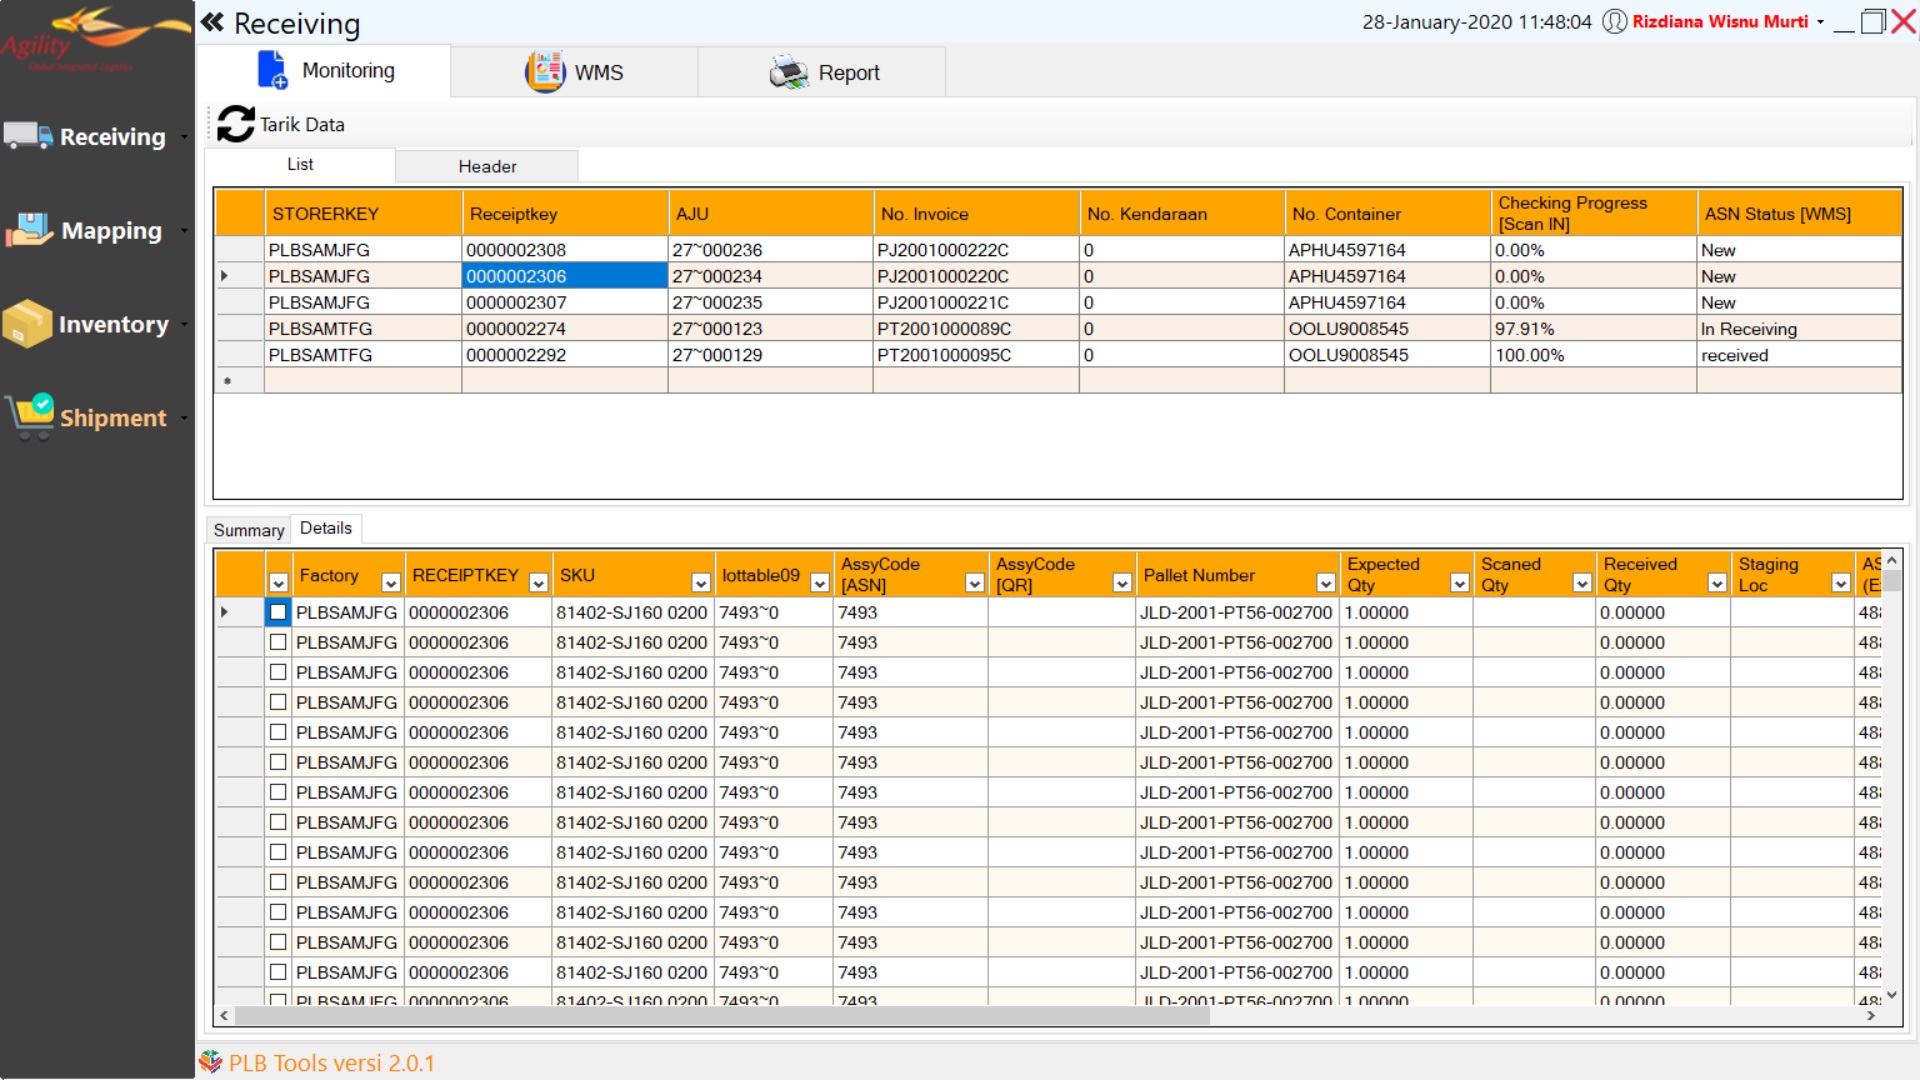 Agility
Global Integrated Logistics
Receiving
28-January-2020 11:48:04 Rizdiana Wisnu Murti
Monitoring WMS Report
Tarik Data
Receiving
Mapping
Inventory
Shipment
List Header
STORERKEY Receiptkey AJU No. Invoice No. Kendaraan No. Container Checking Progress [Scan IN] ASN Status [WMS]
PLBSAMJFG 0000002308 27~000236 PJ2001000222C 0 APHU4597164 0.00% New
PLBSAMJFG 0000002306 27~000234 PJ2001000220C 0 APHU4597164 0.00% New
PLBSAMJFG 0000002307 27~000235 PJ2001000221C 0 APHU4597164 0.00% New
PLBSAMTFG 0000002274 27~000123 PT2001000089C 0 OOLU9008545 97.91% In Receiving
PLBSAMTFG 0000002292 27~000129 PT2001000095C 0 OOLU9008545 100.00% received
Summary Details
Factory RECEIPTKEY SKU lottable09 AssyCode [ASN] AssyCode [QR] Pallet Number Expected Qty Scaned Qty Received Qty Staging Loc
PLBSAMJFG 0000002306 81402-SJ160 0200 7493~0 7493 JLD-2001-PT56-002700 1.00000 0.00000 48
PLBSAMJFG 0000002306 81402-SJ160 0200 7493~0 7493 JLD-2001-PT56-002700 1.00000 0.00000 48
PLBSAMJFG 0000002306 81402-SJ160 0200 7493~0 7493 JLD-2001-PT56-002700 1.00000 0.00000 48
PLBSAMJFG 0000002306 81402-SJ160 0200 7493~0 7493 JLD-2001-PT56-002700 1.00000 0.00000 48
PLBSAMJFG 0000002306 81402-SJ160 0200 7493~0 7493 JLD-2001-PT56-002700 1.00000 0.00000 48
PLBSAMJFG 0000002306 81402-SJ160 0200 7493~0 7493 JLD-2001-PT56-002700 1.00000 0.00000 48
PLBSAMJFG 0000002306 81402-SJ160 0200 7493~0 7493 JLD-2001-PT56-002700 1.00000 0.00000 48
PLBSAMJFG 0000002306 81402-SJ160 0200 7493~0 7493 JLD-2001-PT56-002700 1.00000 0.00000 48
PLBSAMJFG 0000002306 81402-SJ160 0200 7493~0 7493 JLD-2001-PT56-002700 1.00000 0.00000 48
PLBSAMJFG 0000002306 81402-SJ160 0200 7493~0 7493 JLD-2001-PT56-002700 1.00000 0.00000 48
PLBSAMJFG 0000002306 81402-SJ160 0200 7493~0 7493 JLD-2001-PT56-002700 1.00000 0.00000 48
PLBSAMJFG 0000002306 81402-SJ160 0200 7493~0 7493 JLD-2001-PT56-002700 1.00000 0.00000 48
PLBSAMJFG 0000002306 81402-SJ160 0200 7493~0 7493 JLD-2001-PT56-002700 1.00000 0.00000 48
PLBSAMJFG 0000002306 81402-SJ160 0200 7493~0 7493 JLD-2001-PT56-002700 1.00000 0.00000 48
PLB Tools versi 2.0.1